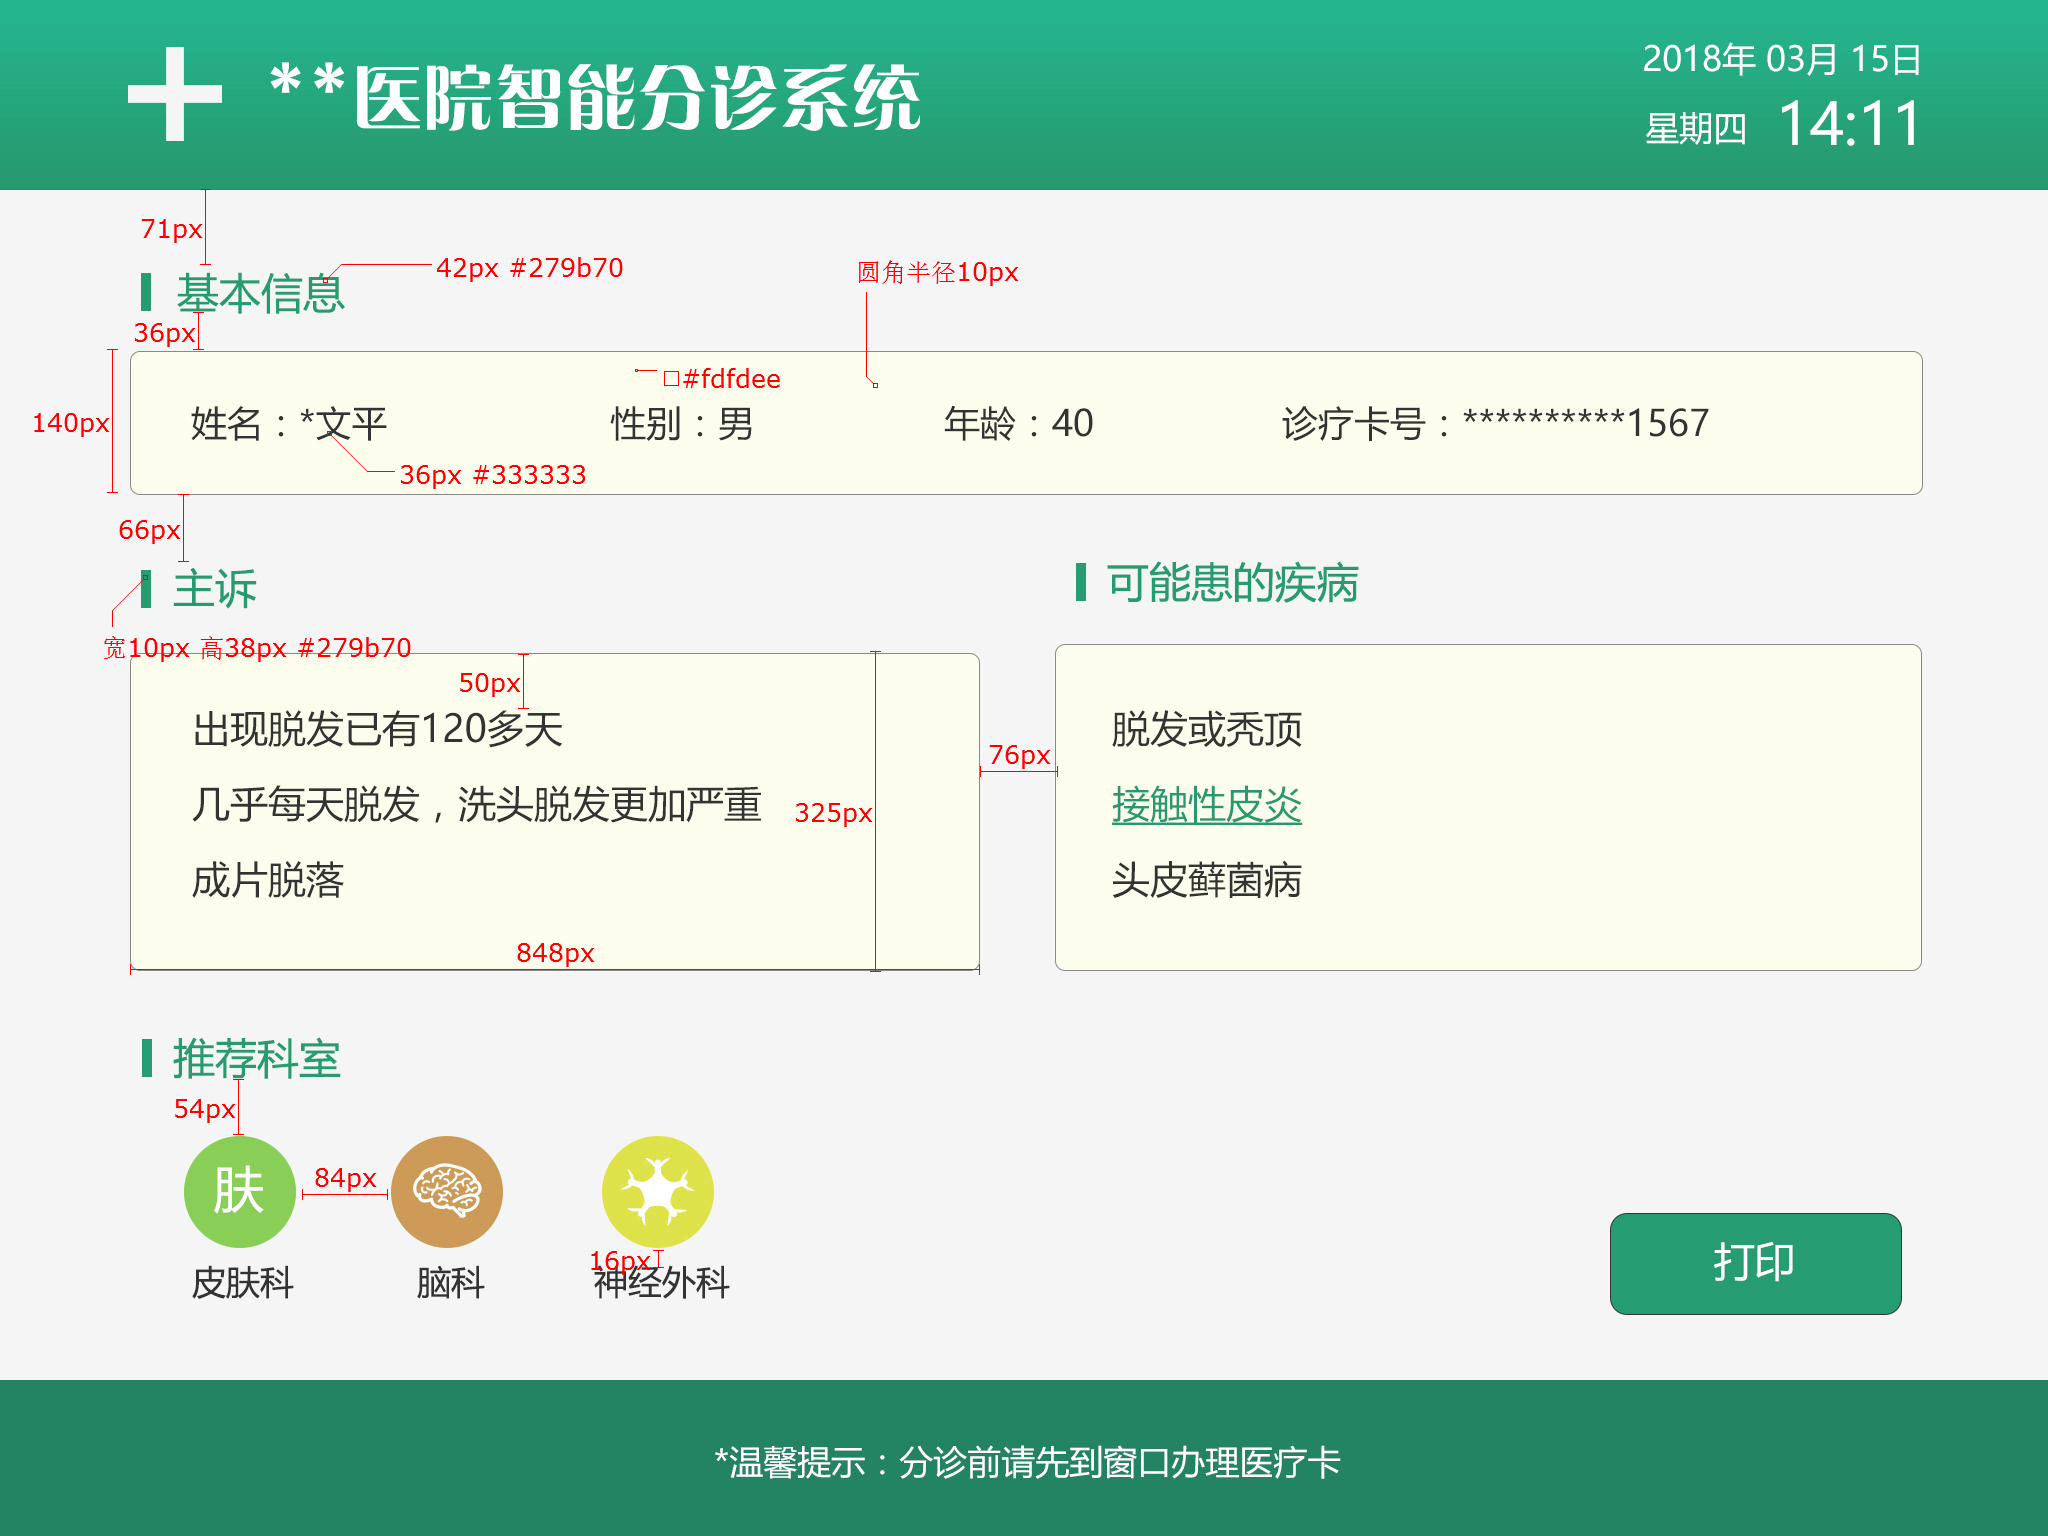 **医院智能分诊系统
2018年 03月 15日
星期四 14:11
71px
42px #279b70
圆角半径10px
基本信息
36px
#fdfdee
140px
姓名：*文平 性别：男 年龄：40 诊疗卡号：**********1567
36px #333333
66px
主诉
可能患的疾病
宽10px 高38px #279b70
50px
出现脱发已有120多天
脱发或秃顶
76px
几乎每天脱发，洗头脱发更加严重
325px
接触性皮炎
成片脱落
头皮藓菌病
848px
推荐科室
54px
肤
84px
16px
皮肤科 脑科 神经外科
打印
*温馨提示：分诊前请先到窗口办理医疗卡